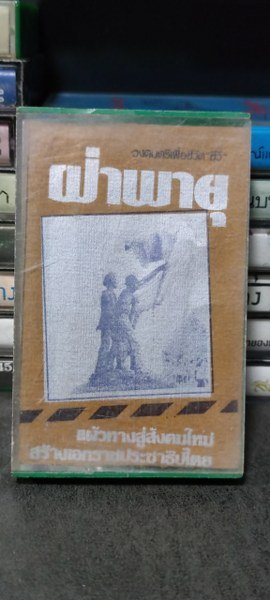 วงดนตรีเพื่อชีวิต "ชีวี"
ฝ่าพายุ
แผ้วทางสู่สังคมใหม่
สร้างเอกราชประชาธิปไตย